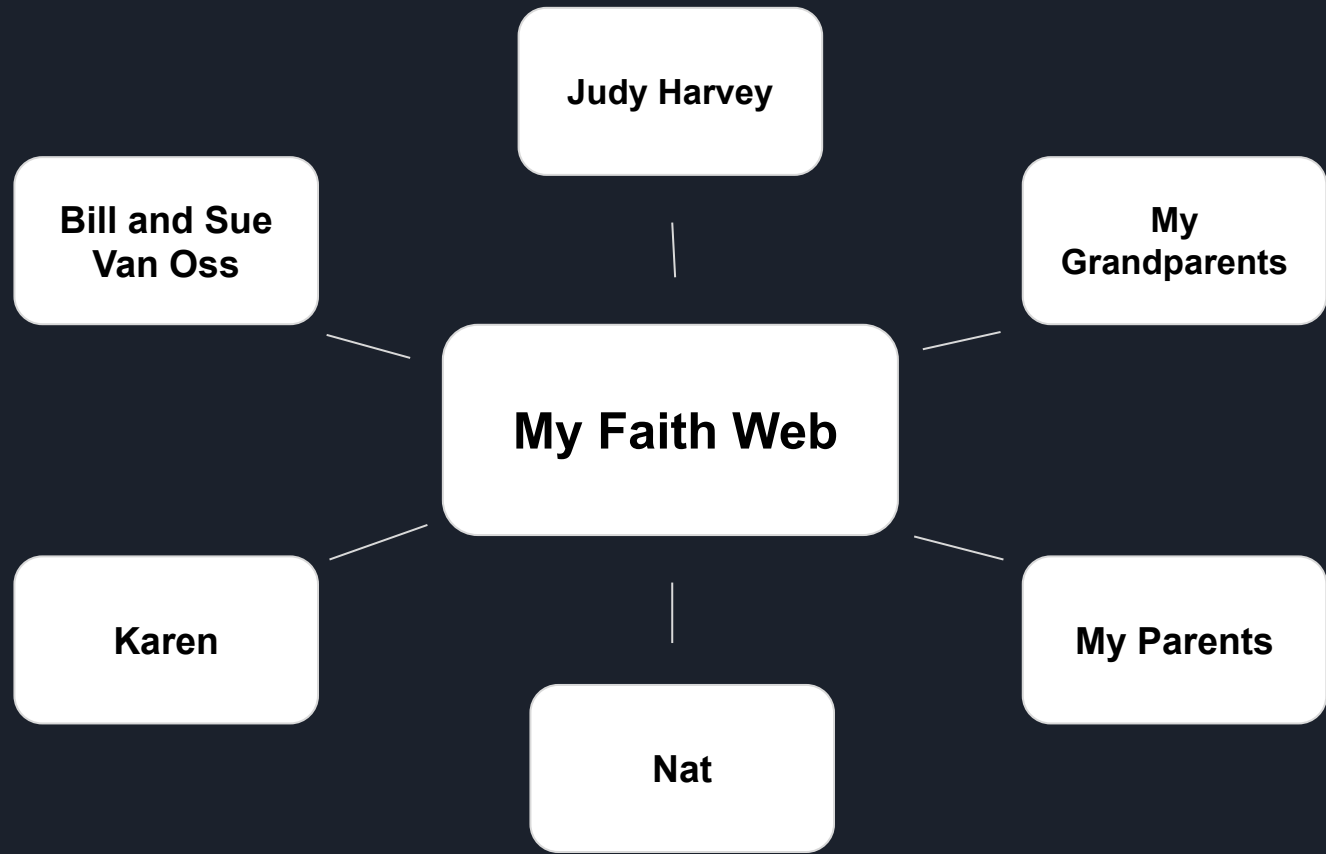 Judy Harvey
Bill and Sue
Van Oss
My
Grandparents
My Faith Web
Karen
My Parents
Nat